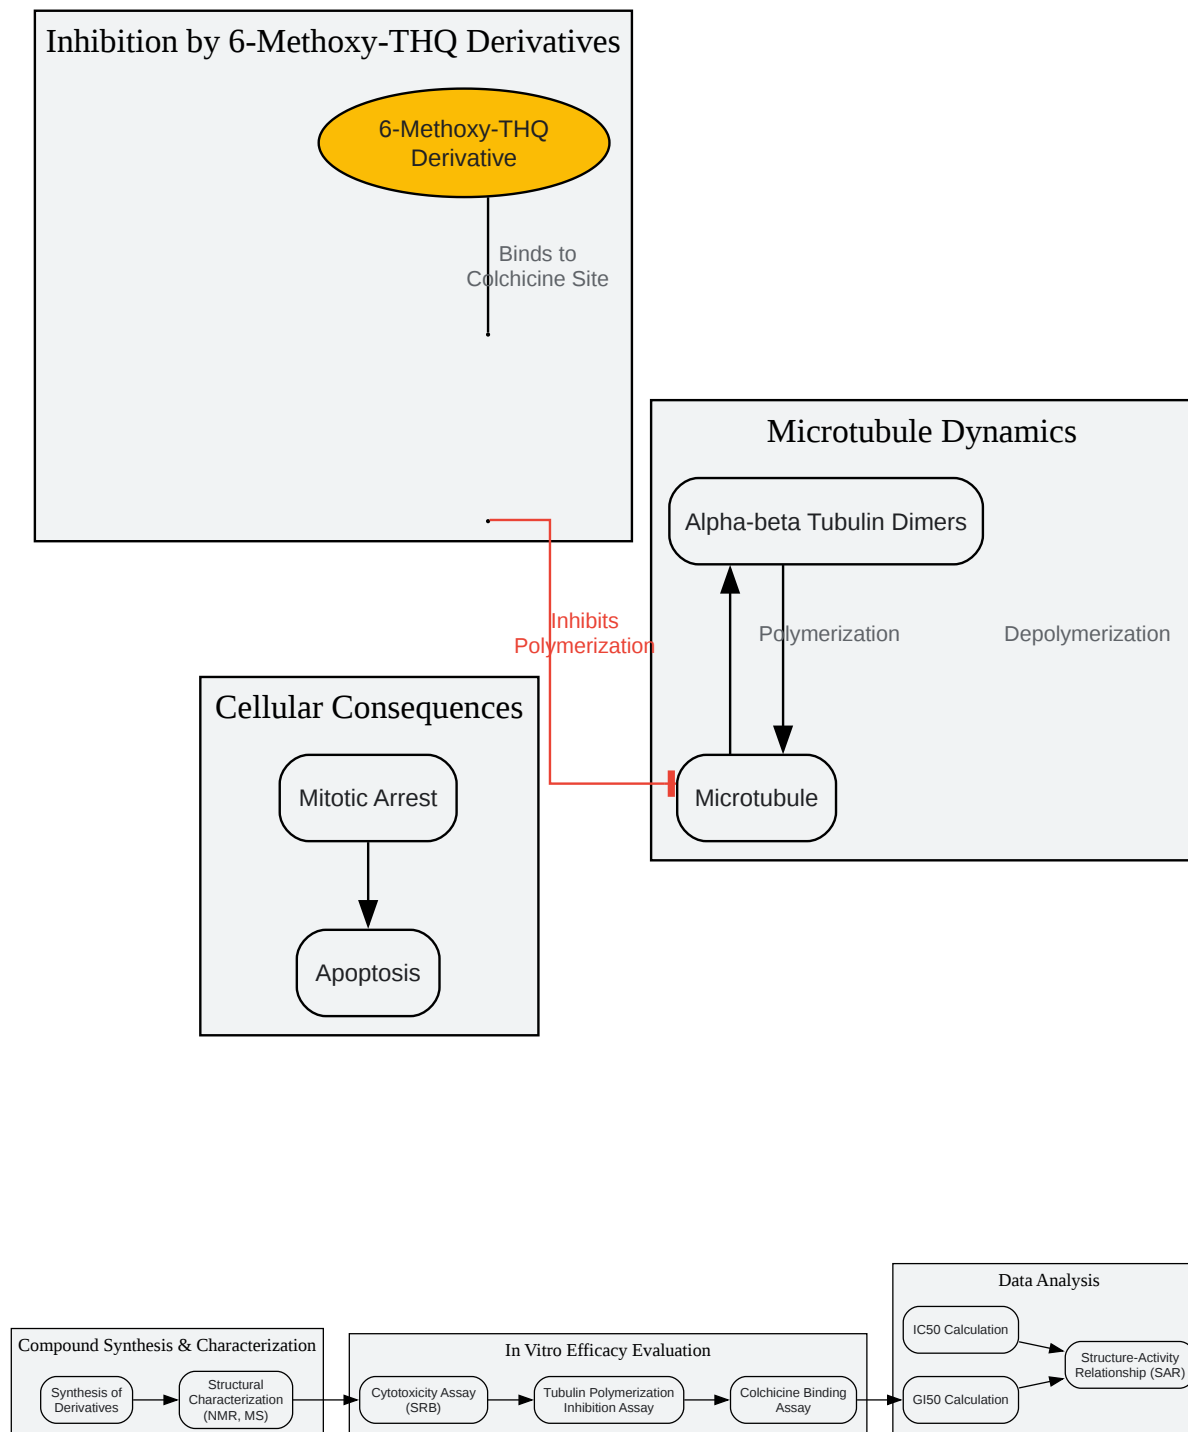 Inhibition by 6-Methoxy-THQ Derivatives
6-Methoxy-THQ
Derivative
Binds to
Colchicine Site
Microtubule Dynamics
Alpha-beta Tubulin Dimers
Inhibits
Polymerization
Polymerization
Depolymerization
Cellular Consequences
Mitotic Arrest
Microtubule
Apoptosis
Compound Synthesis & Characterization
Synthesis of
Derivatives
Structural
Characterization
(NMR, MS)
In Vitro Efficacy Evaluation
Cytotoxicity Assay
(SRB)
Tubulin Polymerization
Inhibition Assay
Colchicine Binding
Assay
Data Analysis
IC50 Calculation
GI50 Calculation
Structure-Activity
Relationship (SAR)